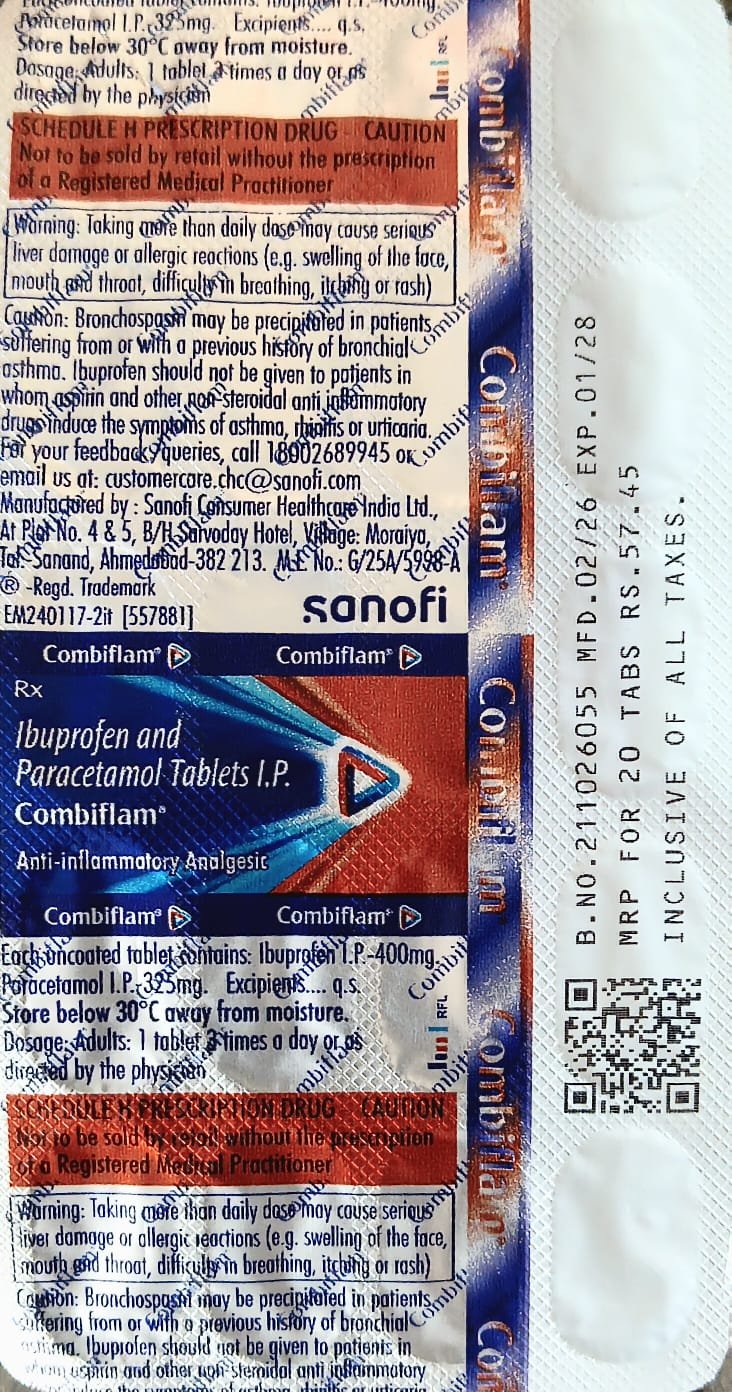 Paracetamol I.P.-325mg. Excipients.... q.s.
Store below 30°C away from moisture.
Dosage: Adults: 1 tablet 3 times a day or as
directed by the physician
RFL
SCHEDULE H PRESCRIPTION DRUG CAUTION
Not to be sold by retail without the prescription
of a Registered Medical Practitioner
Warning: Taking more than daily dose may cause serious
liver damage or allergic reactions (e.g. swelling of the face,
mouth and throat, difficulty in breathing, itching or rash)
Caution: Bronchospasm may be precipitated in patients
suffering from or with a previous history of bronchial
asthma. Ibuprofen should not be given to patients in
whom aspirin and other non-steroidal anti inflammatory
drugs induce the symptoms of asthma, rhinitis or urticaria.
For your feedback/queries, call 18002689945 or
email us at: customercare.chc@sanofi.com
Manufactured by : Sanofi Consumer Healthcare India Ltd.,
At Plot No. 4 & 5, B/H Sarvoday Hotel, Village: Moraiya,
Tal.-Sanand, Ahmedabad-382 213. M.L. No.: G/25A/5998-A
® -Regd. Trademark
EM240117-2it [557881]
sanofi
Combiflam® Combiflam®
Rx
Ibuprofen and
Paracetamol Tablets I.P.
Combiflam®
Anti-inflammatory Analgesic
Combiflam® Combiflam®
Each uncoated tablet contains: Ibuprofen I.P.-400mg.
Paracetamol I.P.-325mg. Excipients.... q.s.
Store below 30°C away from moisture.
Dosage: Adults: 1 tablet 3 times a day or as
directed by the physician
RFL
SCHEDULE H PRESCRIPTION DRUG CAUTION
Not to be sold by retail without the prescription
of a Registered Medical Practitioner
Warning: Taking more than daily dose may cause serious
liver damage or allergic reactions (e.g. swelling of the face,
mouth and throat, difficulty in breathing, itching or rash)
Caution: Bronchospasm may be precipitated in patients
suffering from or with a previous history of bronchial
asthma. Ibuprofen should not be given to patients in
whom aspirin and other non-steroidal anti inflammatory
Combiflam®
Combiflam®
Combiflam
Combiflam®
B.NO.211026055 MFD.02/26 EXP.01/28
MRP FOR 20 TABS RS.57.45
INCLUSIVE OF ALL TAXES.